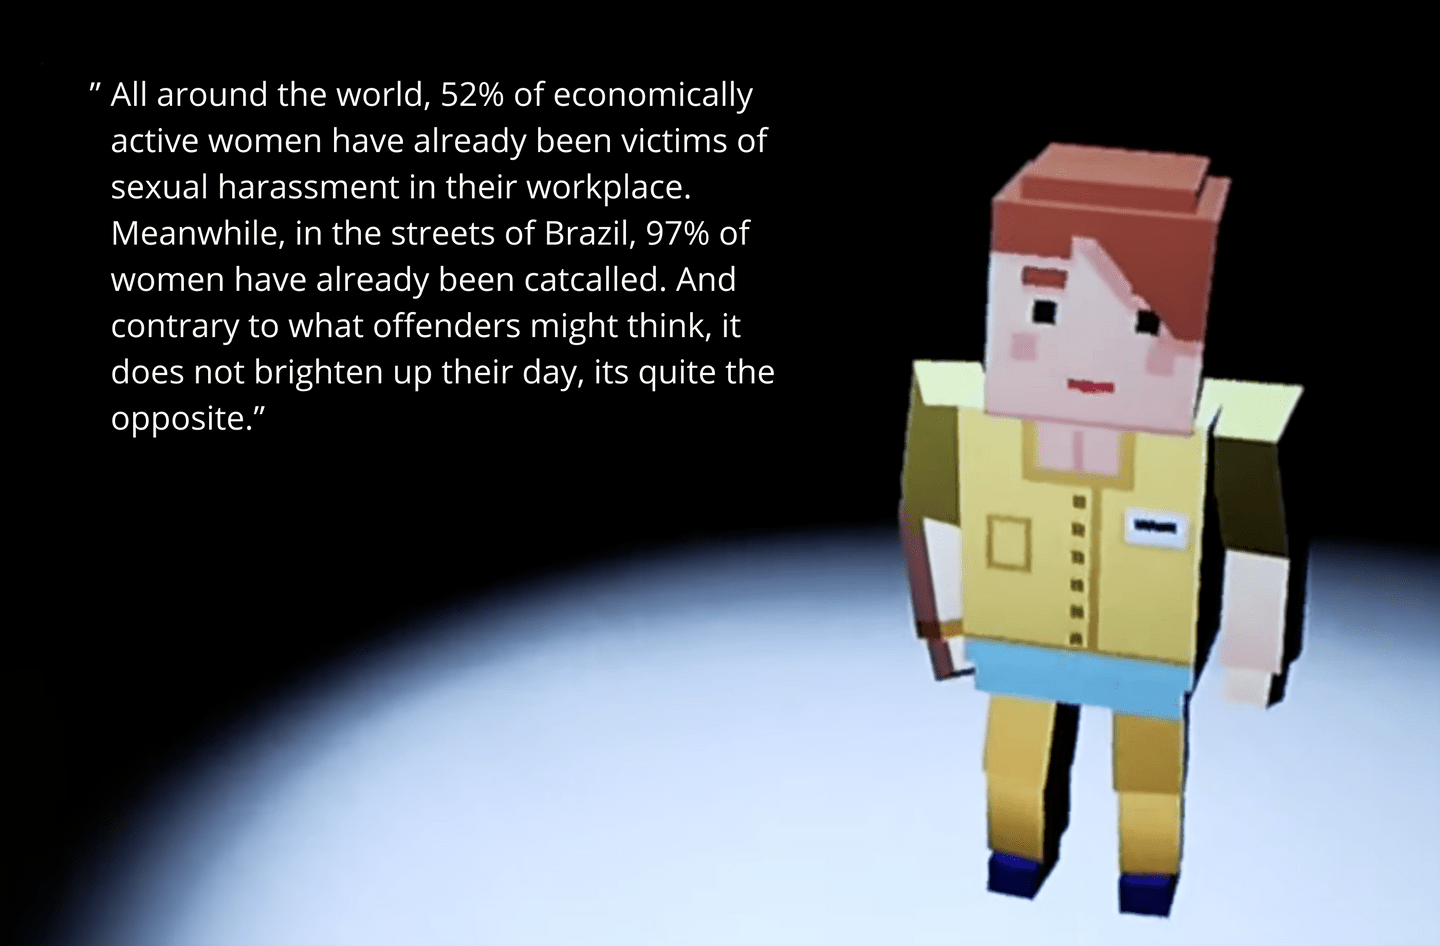 ” All around the world, 52% of economically
active women have already been victims of
sexual harassment in their workplace.
Meanwhile, in the streets of Brazil, 97% of
women have already been catcalled. And
contrary to what offenders might think, it
does not brighten up their day, its quite the
opposite.”